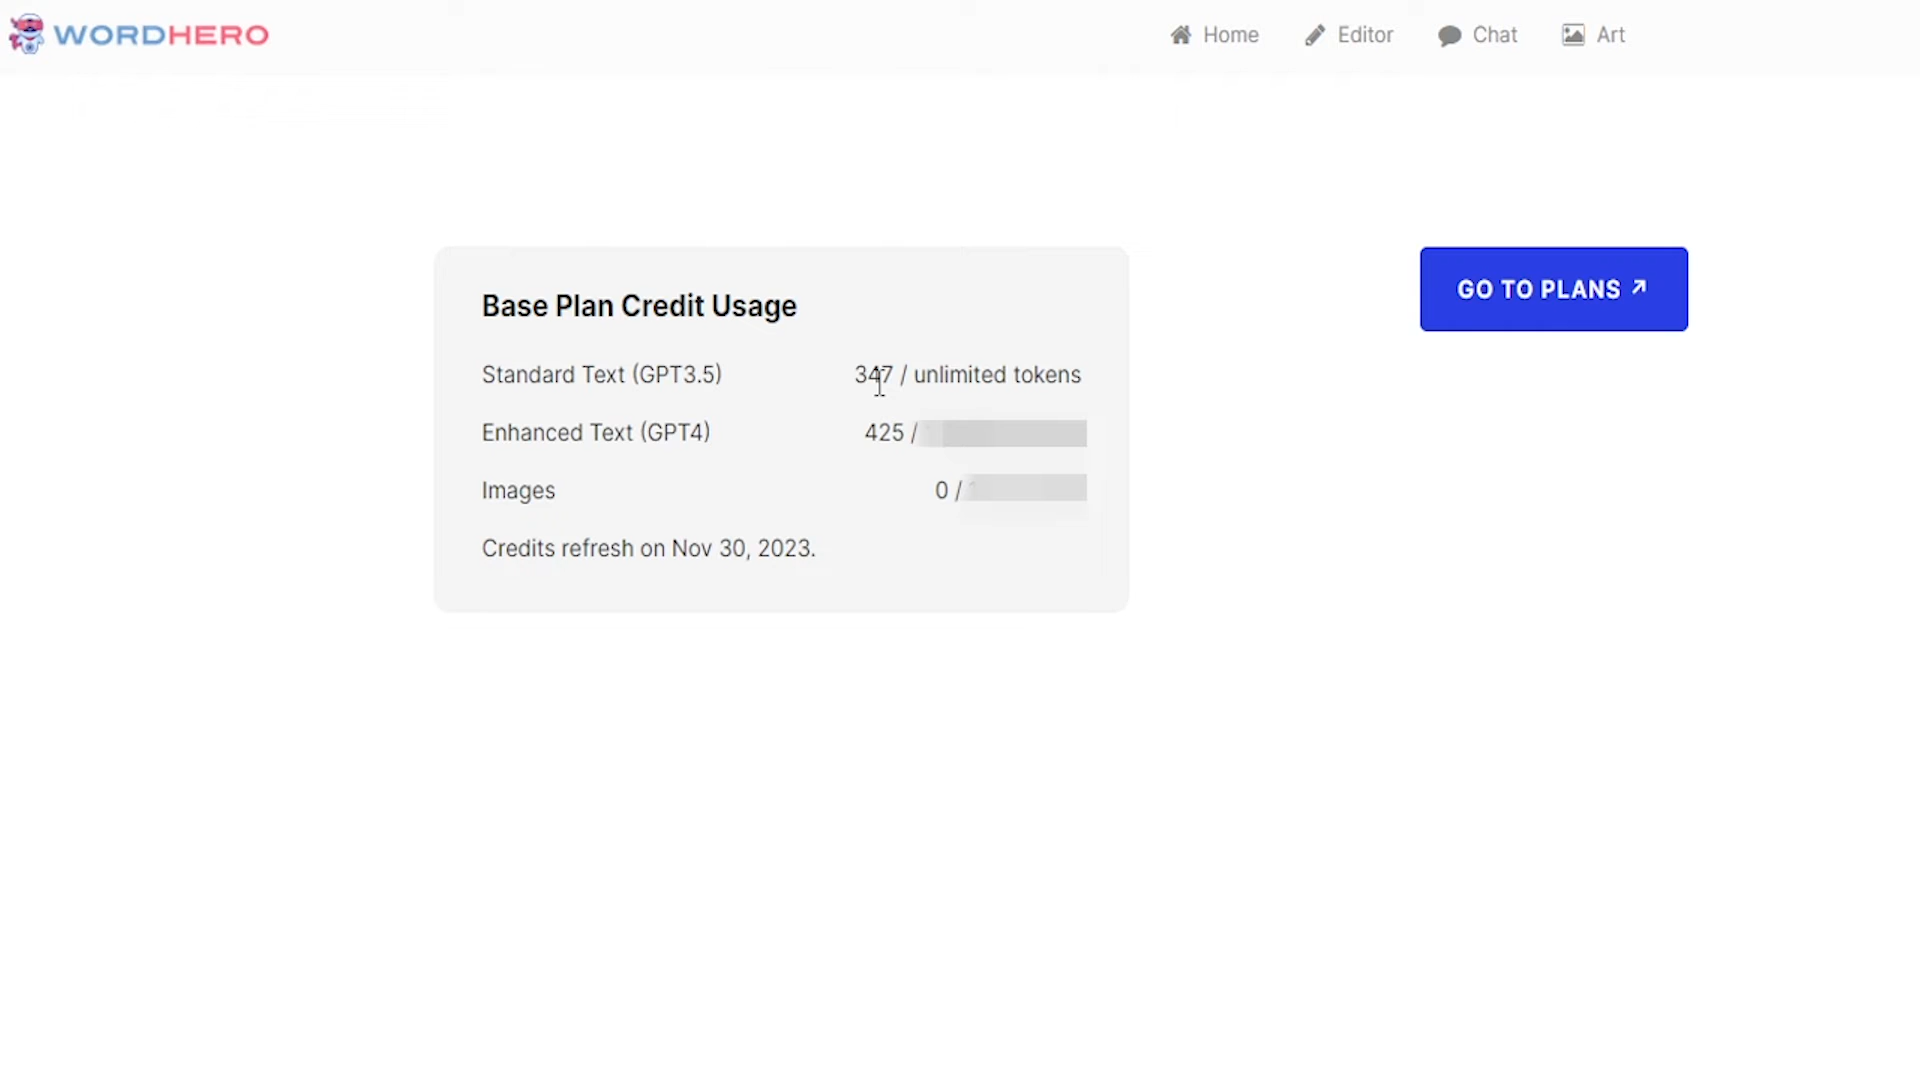 WORDHERO
Home Editor Chat Art
Base Plan Credit Usage
GO TO PLANS ↗
Standard Text (GPT3.5) 347 / unlimited tokens
Enhanced Text (GPT4) 425 /
Images 0 /
Credits refresh on Nov 30, 2023.